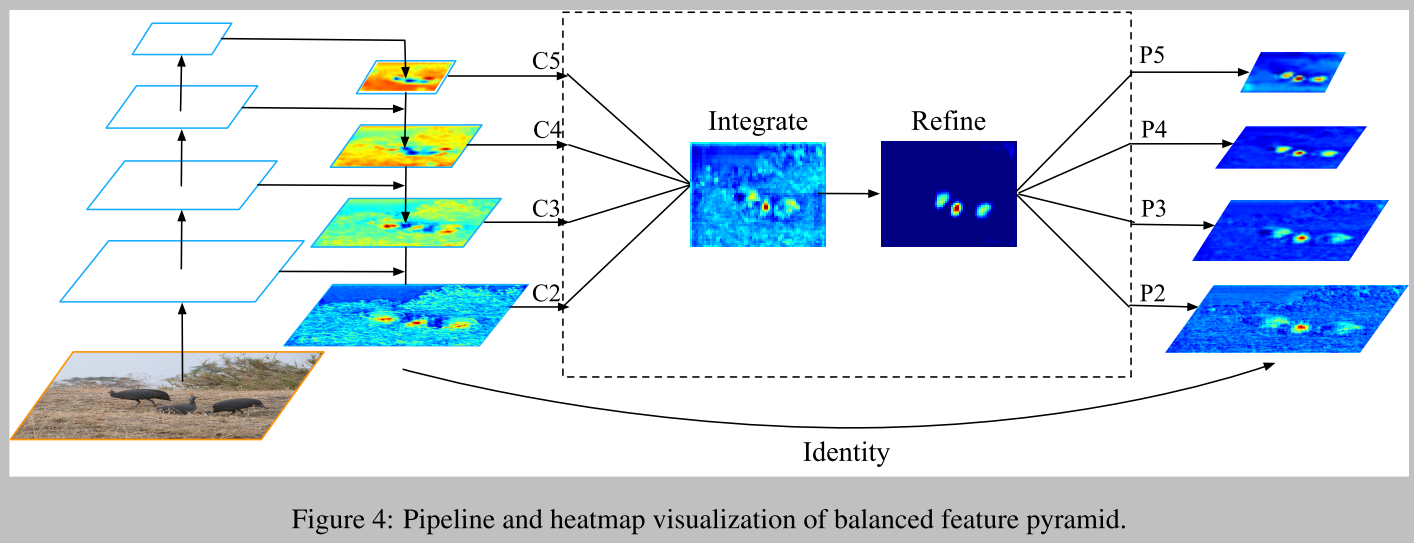 C5
C4
C3
C2
Integrate
Refine
P5
P4
P3
P2
Identity
Figure 4: Pipeline and heatmap visualization of balanced feature pyramid.